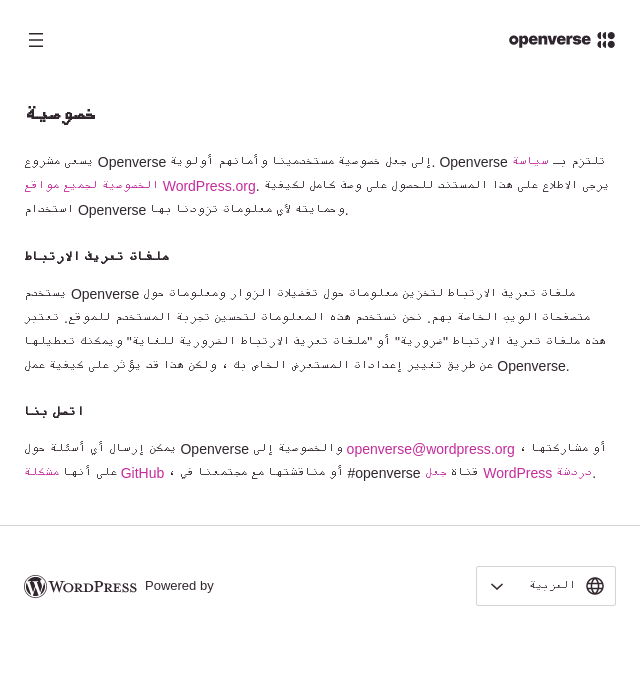 openverse
خصوصية
يسعى مشروع Openverse إلى جعل خصوصية مستخدمينا وأمانهم أولوية. Openverse تلتزم بـ سياسة
الخصوصية لجميع مواقع WordPress.org. يرجى الاطلاع على هذا المستند للحصول على وصف كامل لكيفية
استخدام Openverse وحمايته لأي معلومات تزودنا بها.
ملفات تعريف الارتباط
يستخدم Openverse ملفات تعريف الارتباط لتخزين معلومات حول تفضيلات الزوار ومعلومات حول
متصفحات الويب الخاصة بهم. نحن نستخدم هذه المعلومات لتحسين تجربة المستخدم للموقع. تعتبر
هذه ملفات تعريف الارتباط "ضرورية" أو "ملفات تعريف الارتباط الضرورية للغاية" ويمكنك تعطيلها
عن طريق تغيير إعدادات المستعرض الخاص بك ، ولكن هذا قد يؤثر على كيفية عمل Openverse.
اتصل بنا
يمكن إرسال أي أسئلة حول Openverse والخصوصية إلى openverse@wordpress.org ، أو مشاركتها
على أنها مشكلة GitHub ، أو مناقشتها مع مجتمعنا في #openverse قناة جعل WordPress دردشة.
Powered by WORDPRESS
العربية